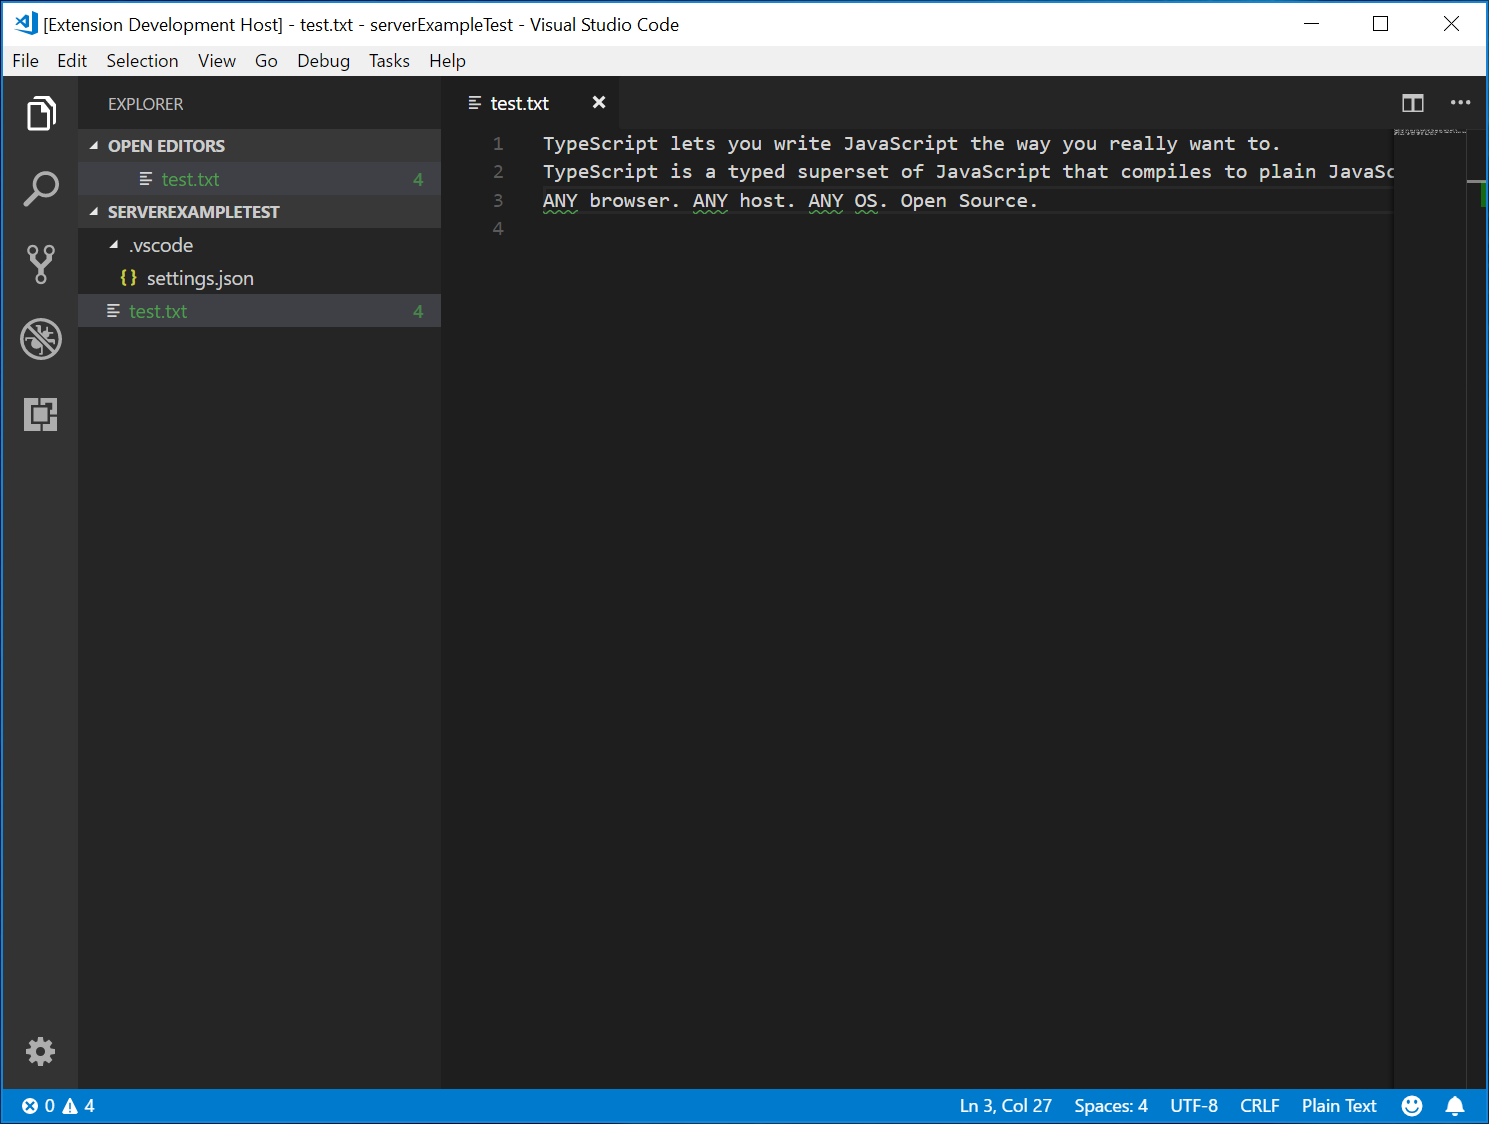 [Extension Development Host] - test.txt - serverExampleTest - Visual Studio Code
File Edit Selection View Go Debug Tasks Help
EXPLORER
OPEN EDITORS
test.txt 4
SERVEREXAMPLETEST
.vscode
{} settings.json
test.txt 4
test.txt
1 TypeScript lets you write JavaScript the way you really want to.
2 TypeScript is a typed superset of JavaScript that compiles to plain JavaSc
3 ANY browser. ANY host. ANY OS. Open Source.
4
0 4 Ln 3, Col 27 Spaces: 4 UTF-8 CRLF Plain Text